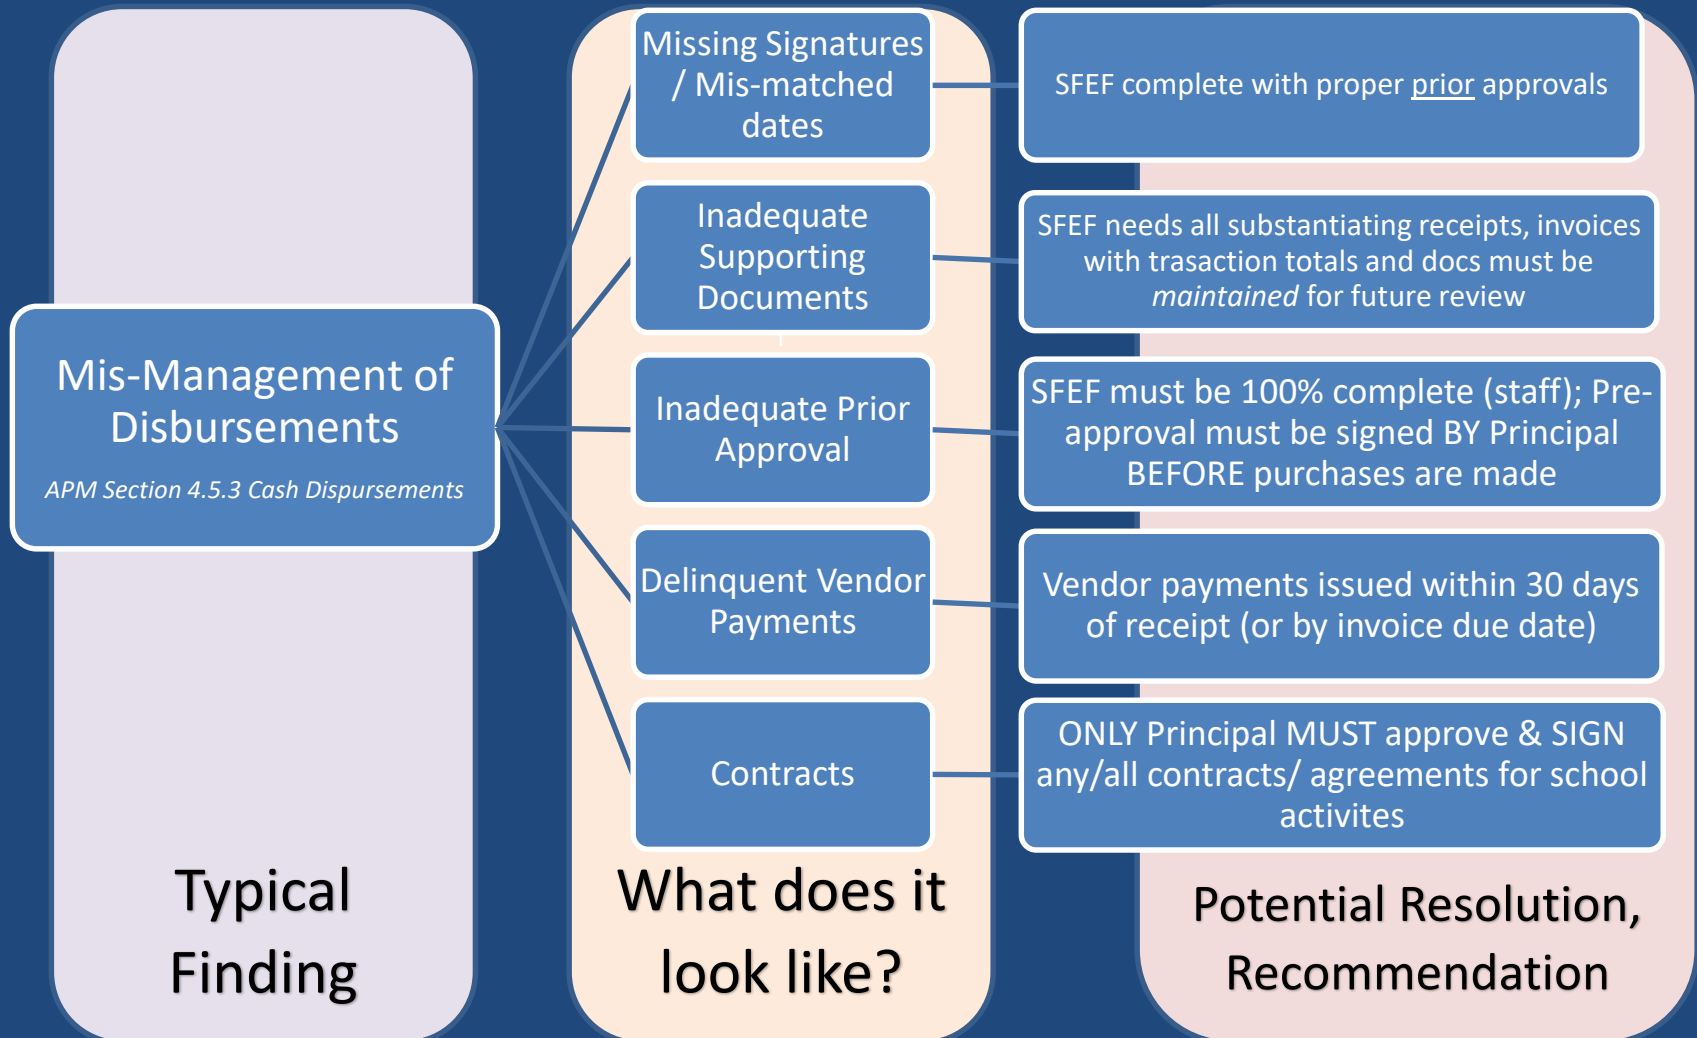 Mis-Management of
Disbursements
APM Section 4.5.3 Cash Dispursements
Typical
Finding
Missing Signatures
/ Mis-matched
dates
Inadequate
Supporting
Documents
Inadequate Prior
Approval
Delinquent Vendor
Payments
Contracts
What does it
look like?
SFEF complete with proper prior approvals
SFEF needs all substantiating receipts, invoices
with trasaction totals and docs must be
maintained for future review
SFEF must be 100% complete (staff); Pre-
approval must be signed BY Principal
BEFORE purchases are made
Vendor payments issued within 30 days
of receipt (or by invoice due date)
ONLY Principal MUST approve & SIGN
any/all contracts/ agreements for school
activites
Potential Resolution,
Recommendation